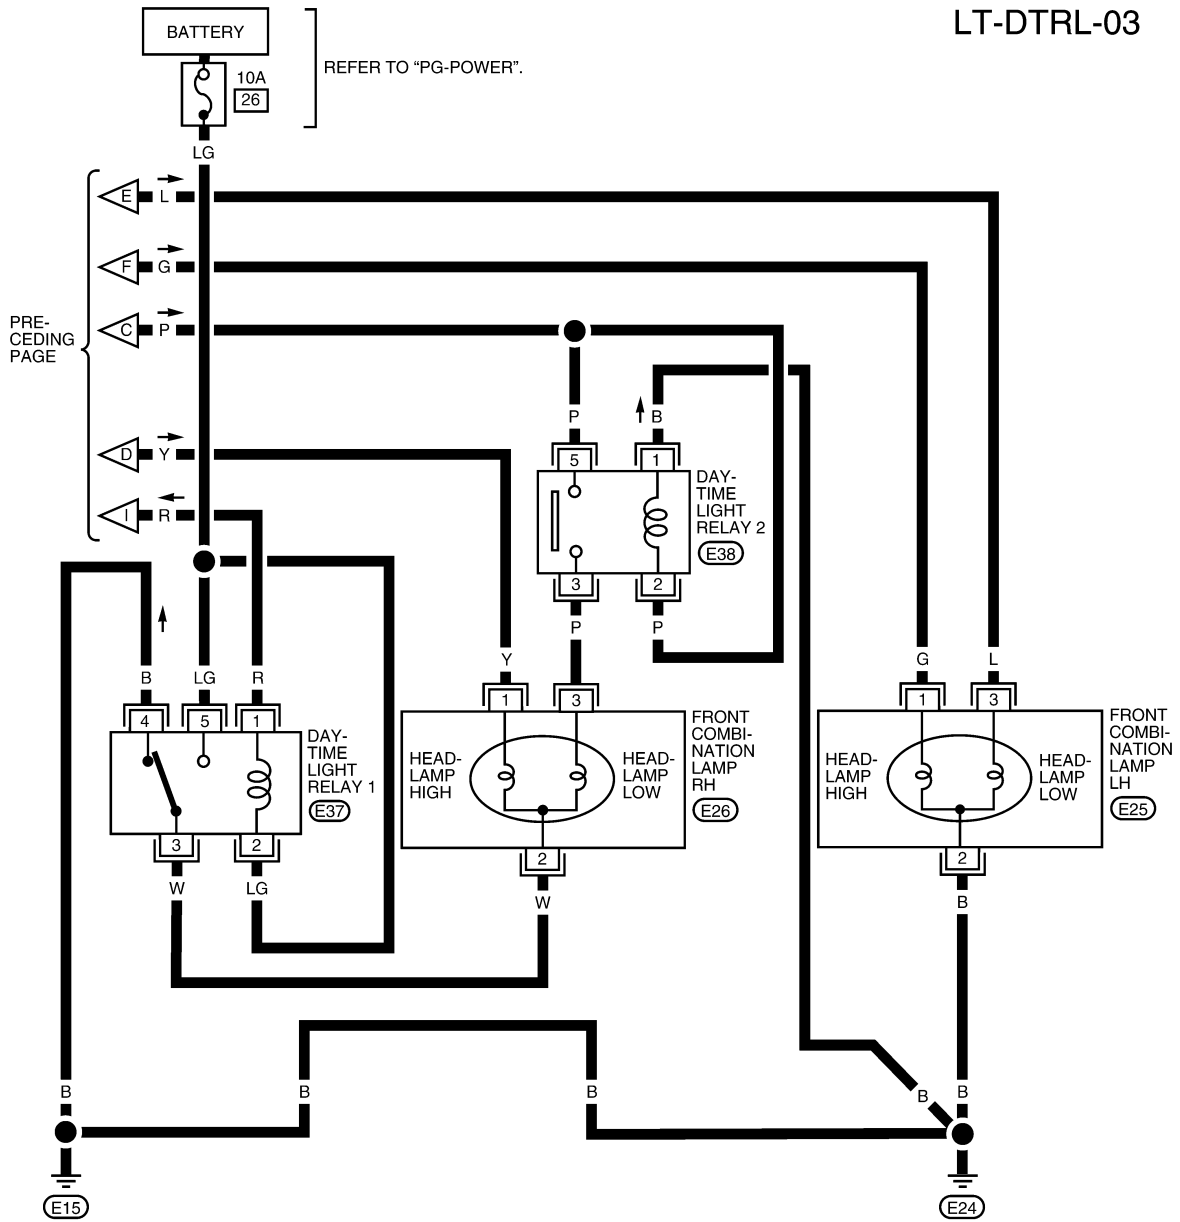 LT-DTRL-03
BATTERY
10A
26
REFER TO “PG-POWER”.
LG
E L
F G
C P
PRE-
CEDING
PAGE
D Y
I R
P
B
5
1
DAY-
TIME
LIGHT
RELAY 2
E38
3
2
P
P
B
LG
R
Y
G
L
4
5
1
DAY-
TIME
LIGHT
RELAY 1
E37
3
2
W
LG
1
3
FRONT
COMBI-
NATION
LAMP
RH
E26
HEAD-
LAMP
HIGH
HEAD-
LAMP
LOW
2
W
1
3
FRONT
COMBI-
NATION
LAMP
LH
E25
HEAD-
LAMP
HIGH
HEAD-
LAMP
LOW
2
B
B
B
B
B
B
E15
E24